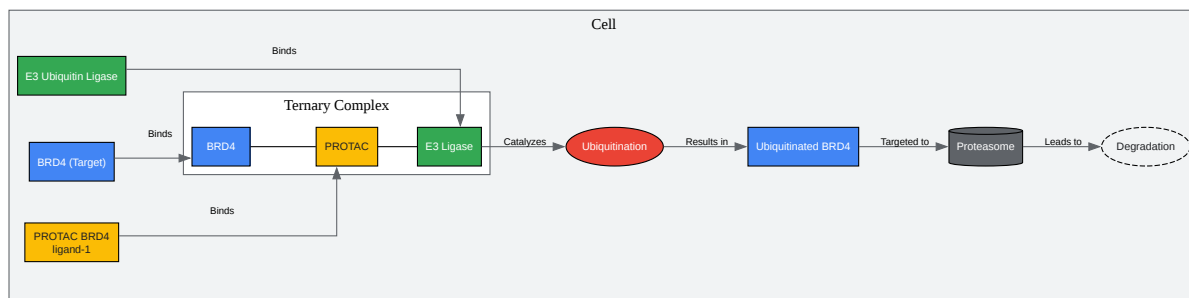 Cell
Binds
E3 Ubiquitin Ligase
Ternary Complex
Binds
BRD4 (Target)
BRD4
PROTAC
E3 Ligase
Catalyzes
Ubiquitination
Results in
Ubiquitinated BRD4
Targeted to
Proteasome
Leads to
Degradation
Binds
PROTAC BRD4
ligand-1